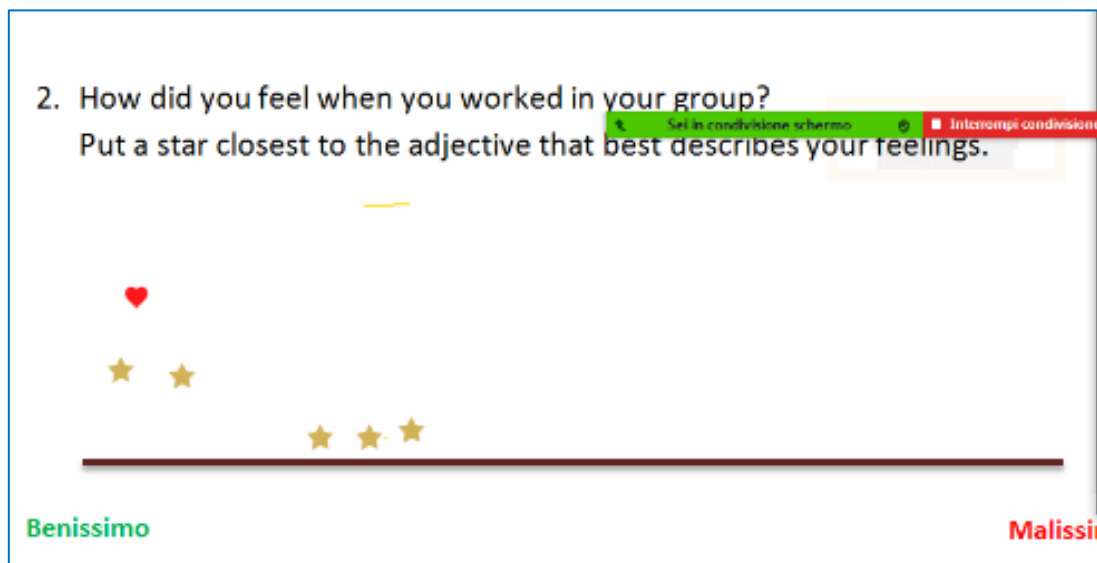 2. How did you feel when you worked in your group?
Sei in condivisione schermo
Interrompi condivisione
Put a star closest to the adjective that best describes your feelings.
Benissimo
Malissi